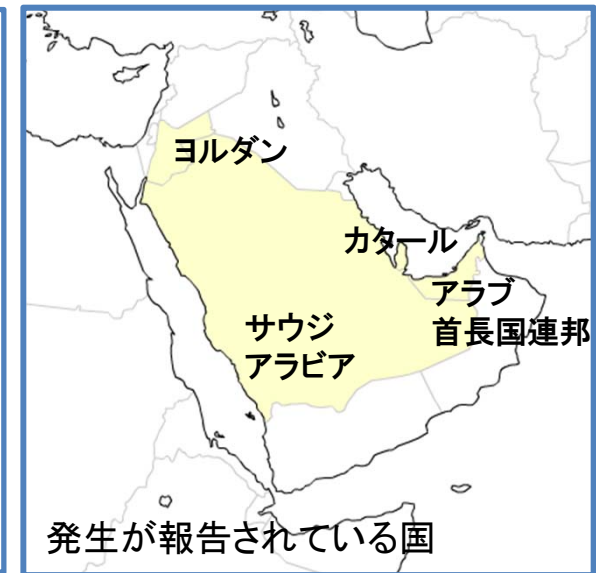 ヨルダン
カタール
アラブ
首長国連邦
サウジ
アラビア
発生が報告されている国